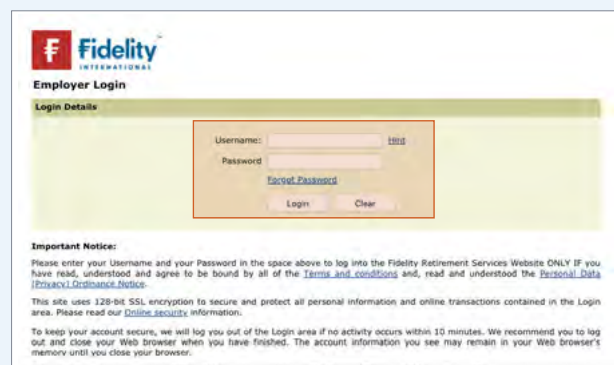 Fidelity
INTERNATIONAL
Employer Login
Login Details
Username: Hint
Password
Forgot Password
Login Clear
Important Notice:
Please enter your Username and your Password in the space above to log into the Fidelity Retirement Services Website ONLY IF you
have read, understood and agree to be bound by all of the Terms and conditions and, read and understood the Personal Data
(Privacy) Ordinance Notice.
This site uses 128-bit SSL encryption to secure and protect all personal information and online transactions contained in the Login
area. Please read our Online security information.
To keep your account secure, we will log you out of the Login area if no activity occurs within 10 minutes. We recommend you to log
out and close your Web browser when you have finished. The account information you see may remain in your Web browser's
memory until you close your browser.